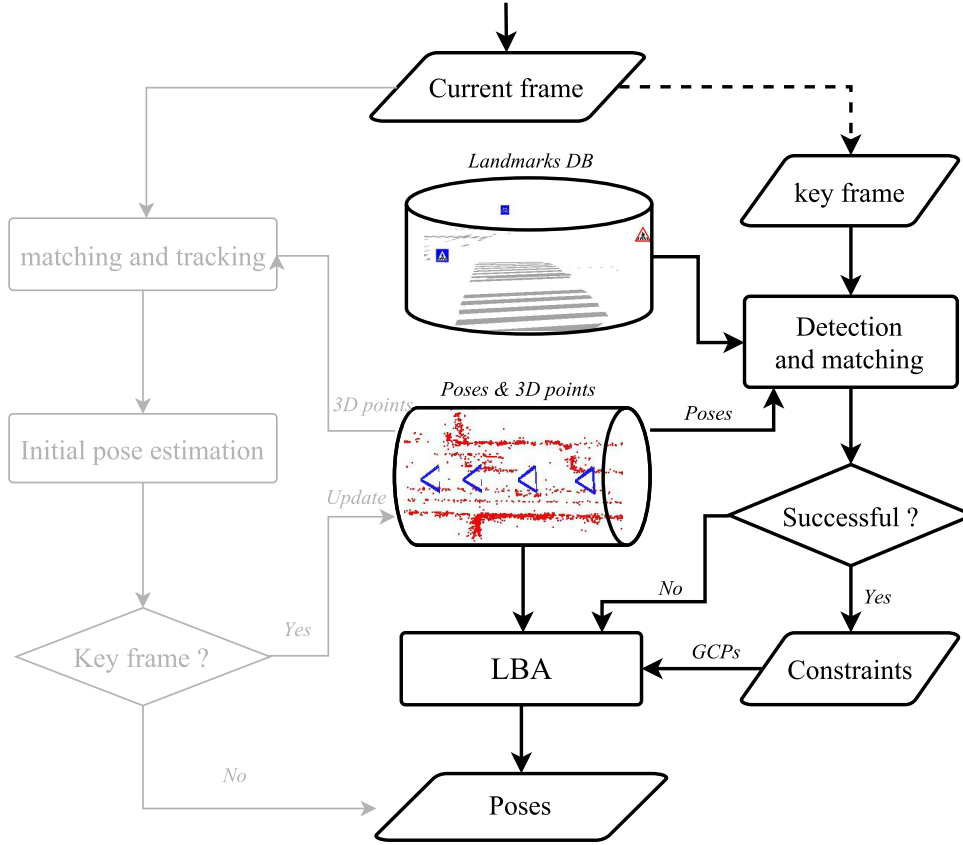 Current frame
Landmarks DB
key frame
matching and tracking
Detection
and matching
Poses & 3D points
3D points
Poses
Initial pose estimation
Update
Successful ?
No
Yes
Yes
Key frame ?
LBA
GCPs
Constraints
No
Poses